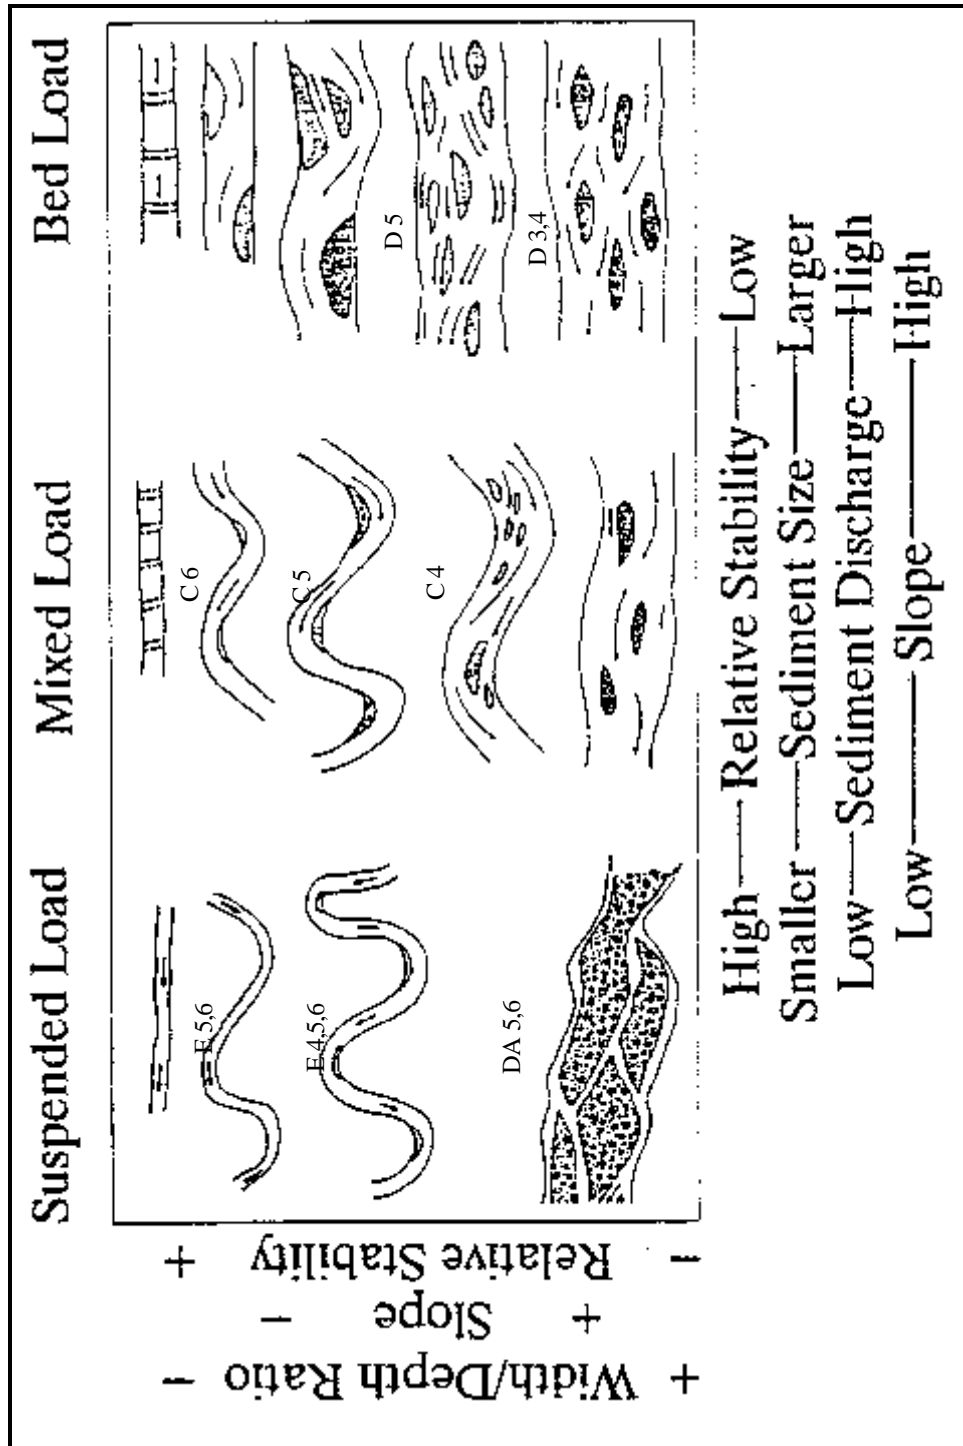 Suspended Load Mixed Load Bed Load
E 5,6
C 6
E 4,5,6
C 5
DA 5,6
C 4
D 5
D 3,4
− Relative Stability +
+ Slope −
+ Width/Depth Ratio −
High — Relative Stability — Low
Smaller — Sediment Size — Larger
Low — Sediment Discharge — High
Low — Slope — High